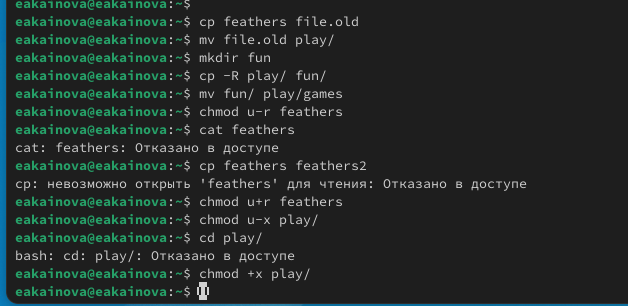 eakainova@eakainova:~$
eakainova@eakainova:~$ cp feathers file.old
eakainova@eakainova:~$ mv file.old play/
eakainova@eakainova:~$ mkdir fun
eakainova@eakainova:~$ cp -R play/ fun/
eakainova@eakainova:~$ mv fun/ play/games
eakainova@eakainova:~$ chmod u-r feathers
eakainova@eakainova:~$ cat feathers
cat: feathers: Отказано в доступе
eakainova@eakainova:~$ cp feathers feathers2
cp: невозможно открыть 'feathers' для чтения: Отказано в доступе
eakainova@eakainova:~$ chmod u+r feathers
eakainova@eakainova:~$ chmod u-x play/
eakainova@eakainova:~$ cd play/
bash: cd: play/: Отказано в доступе
eakainova@eakainova:~$ chmod +x play/
eakainova@eakainova:~$